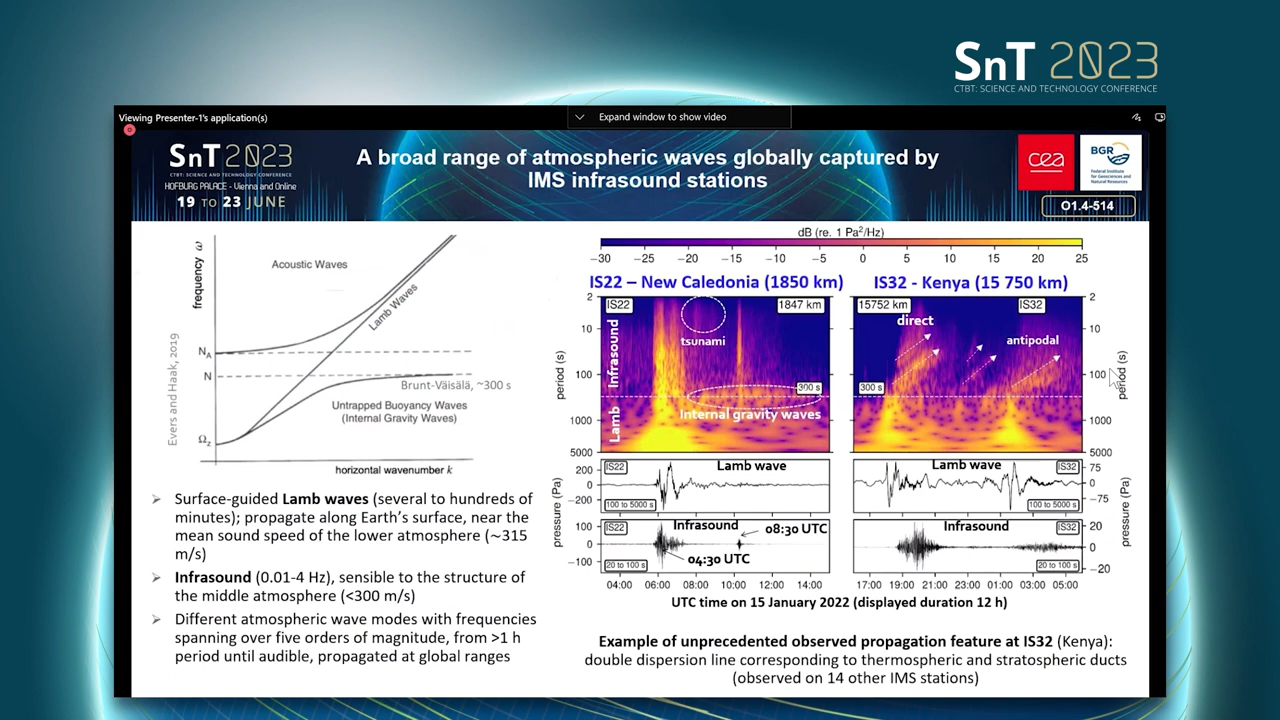 SnT 2023
CTBT: SCIENCE AND TECHNOLOGY CONFERENCE
Viewing Presenter-1's application(s)
Expand window to show video
SnT 2023
CTBT: SCIENCE AND TECHNOLOGY CONFERENCE
HOFBURG PALACE - Vienna and Online
19 TO 23 JUNE
A broad range of atmospheric waves globally captured by
IMS infrasound stations
cea
BGR
Federal Institute
for Geosciences and
Natural Resources
O1.4-514
frequency ω
Acoustic Waves
Lamb Waves
N_A
N
Brunt-Väisälä, ~300 s
Untrapped Buoyancy Waves
(Internal Gravity Waves)
Ω_z
horizontal wavenumber k
Evers and Haak, 2019
➢ Surface-guided Lamb waves (several to hundreds of
minutes); propagate along Earth's surface, near the
mean sound speed of the lower atmosphere (~315
m/s)
➢ Infrasound (0.01-4 Hz), sensible to the structure of
the middle atmosphere (<300 m/s)
➢ Different atmospheric wave modes with frequencies
spanning over five orders of magnitude, from >1 h
period until audible, propagated at global ranges
dB (re. 1 Pa²/Hz)
−30 −25 −20 −15 −10 −5 0 5 10 15 20 25
IS22 – New Caledonia (1850 km)
IS32 - Kenya (15 750 km)
period (s)
2
10
100
1000
5000
IS22
1847 km
tsunami
Infrasound
Lamb
300 s
Internal gravity waves
15752 km
IS32
direct
antipodal
300 s
2
10
100
1000
5000
period (s)
pressure (Pa)
200
0
−200
IS22
Lamb wave
100 to 5000 s
Lamb wave
IS32
100 to 5000 s
75
0
−75
pressure (Pa)
pressure (Pa)
100
0
−100
IS22
Infrasound
08:30 UTC
04:30 UTC
20 to 100 s
Infrasound
IS32
20 to 100 s
20
0
−20
pressure (Pa)
04:00 06:00 08:00 10:00 12:00 14:00
17:00 19:00 21:00 23:00 01:00 03:00 05:00
UTC time on 15 January 2022 (displayed duration 12 h)
Example of unprecedented observed propagation feature at IS32 (Kenya):
double dispersion line corresponding to thermospheric and stratospheric ducts
(observed on 14 other IMS stations)